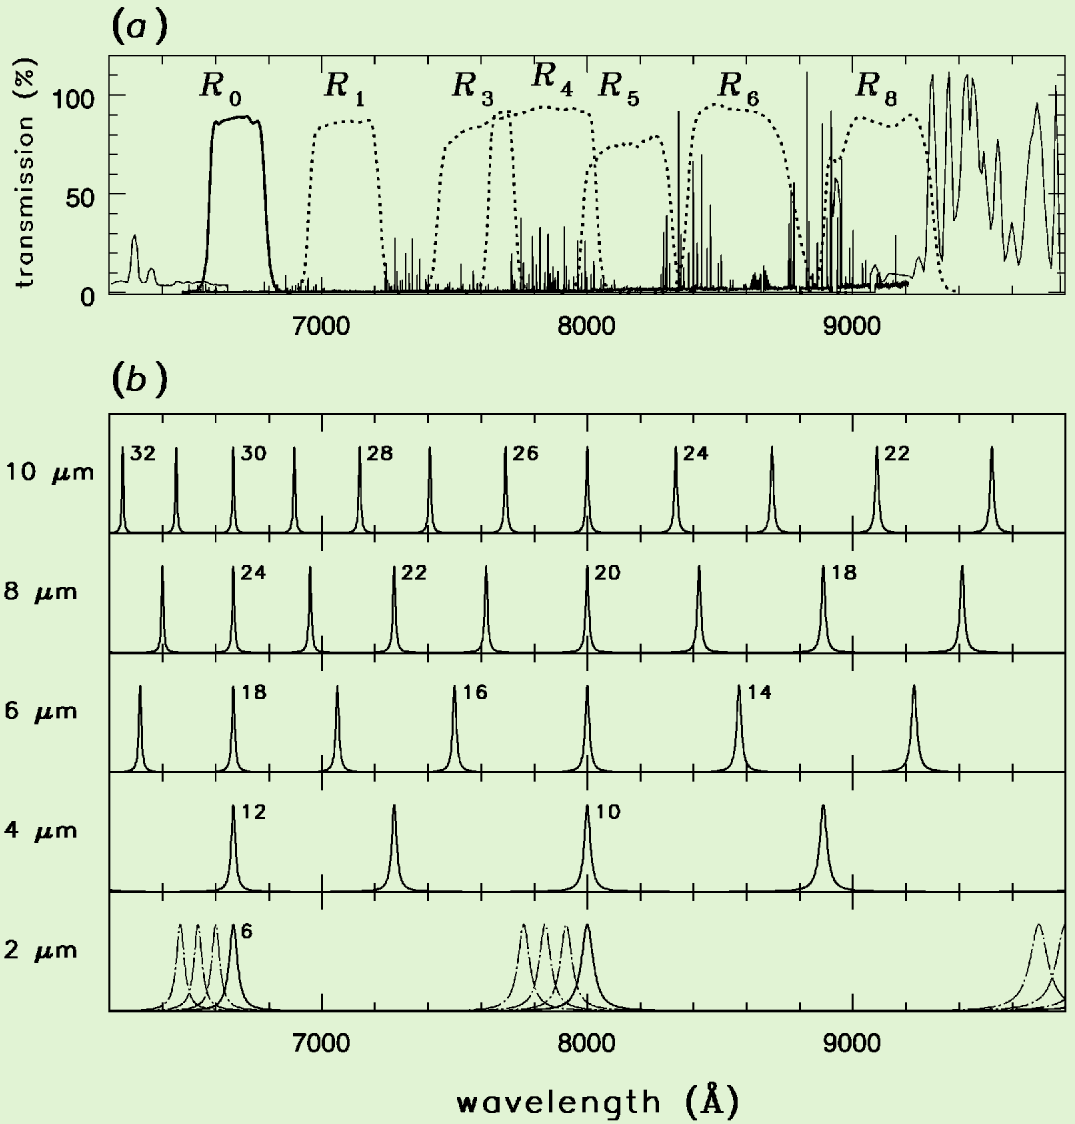 (a)
transmission (%)
100
50
0
R0 R1 R3 R4 R5 R6 R8
7000 8000 9000
(b)
10 μm 32 30 28 26 24 22
8 μm 24 22 20 18
6 μm 18 16 14
4 μm 12 10
2 μm 6
7000 8000 9000
wavelength (Å)